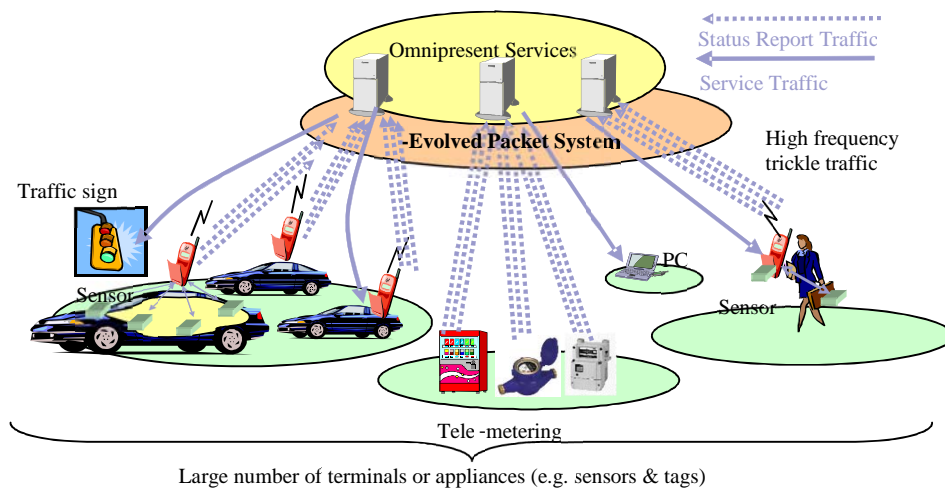 Omnipresent Services
Status Report Traffic
Service Traffic
-Evolved Packet System
High frequency
trickle traffic
Traffic sign
Sensor
PC
Sensor
Tele -metering
Large number of terminals or appliances (e.g. sensors & tags)